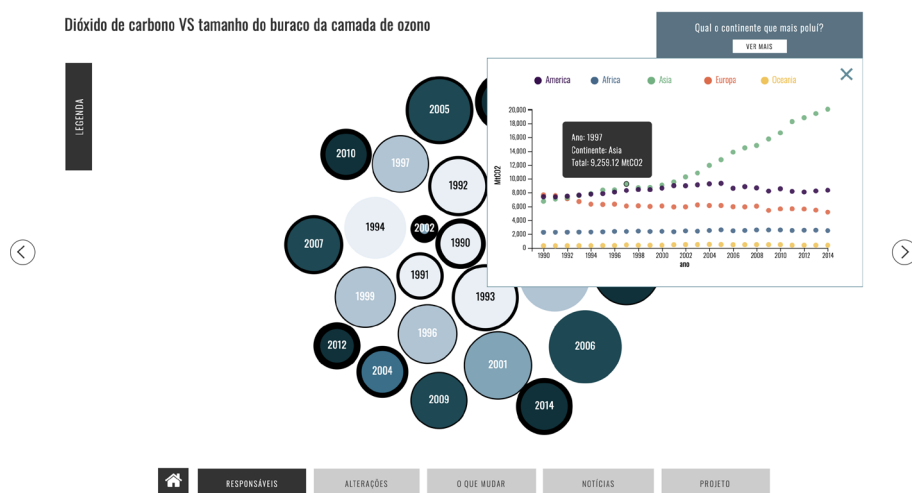 Dióxido de carbono VS tamanho do buraco da camada de ozono
Qual o continente que mais poluí?
VER MAIS
LEGENDA
America
Africa
Asia
Europa
Oceania
20,000
18,000
16,000
14,000
12,000
10,000
8,000
6,000
4,000
2,000
0
MtCO2
Ano: 1997
Continente: Asia
Total: 9,259.12 MtCO2
1990 1992 1994 1996 1998 2000 2002 2004 2006 2008 2010 2012 2014
ano
2005
2010
1997
1992
1994
2002
2007
1990
1991
1999
1993
1996
2012
2006
2004
2001
2009
2014
RESPONSÁVEIS
ALTERAÇÕES
O QUE MUDAR
NOTÍCIAS
PROJETO